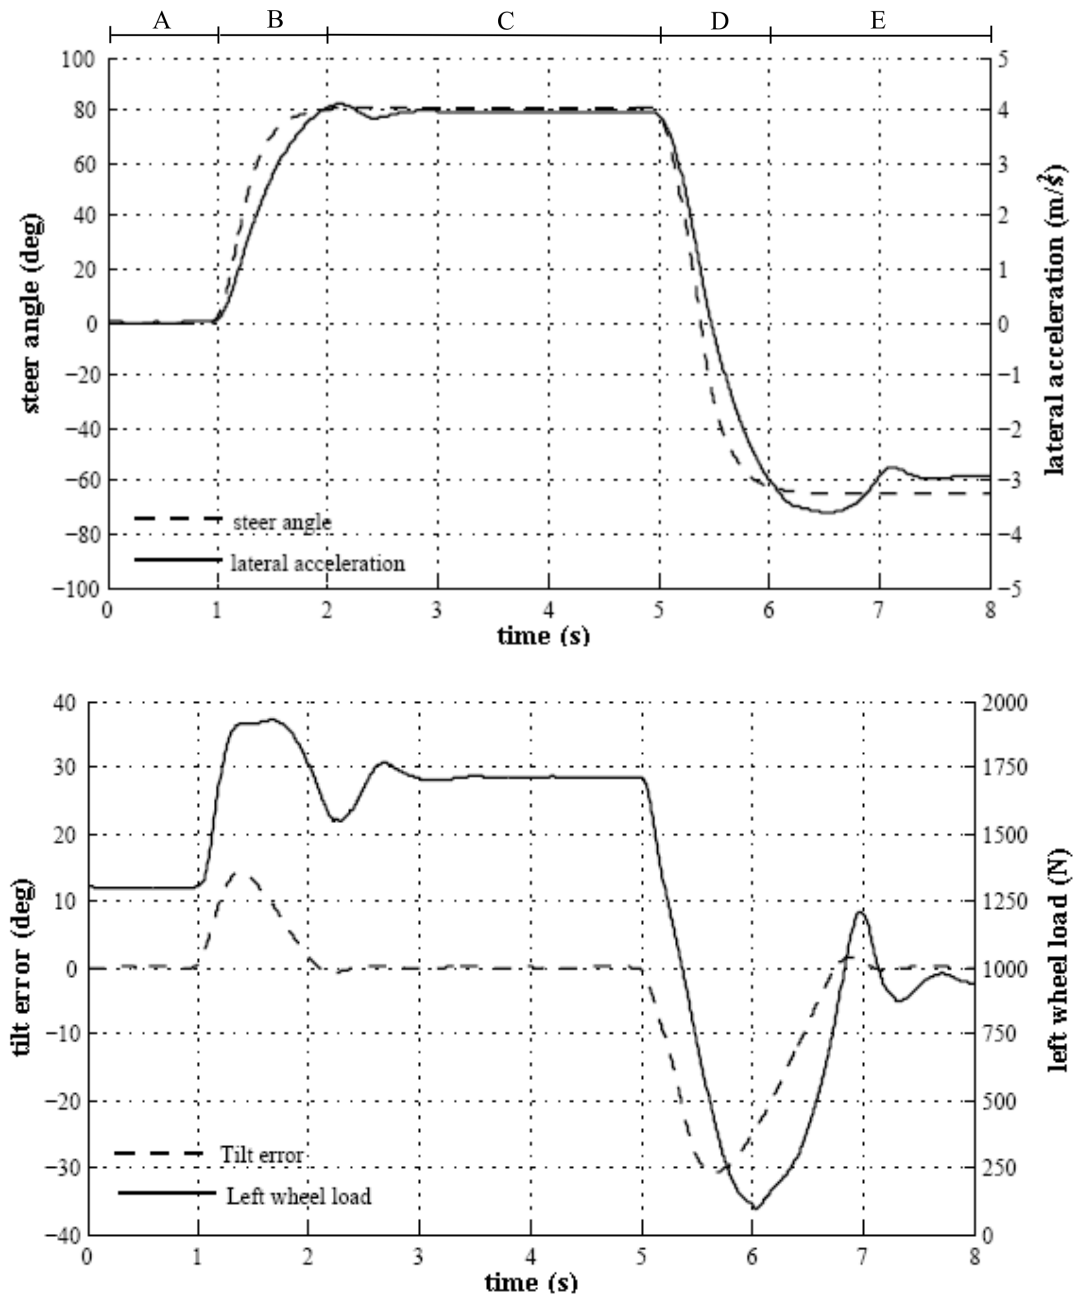 A B C D E
100 5
80 4
60 3
40 2
20 1
0 0
−20 −1
−40 −2
−60 −3
−80 −4
−100 −5
steer angle (deg)
lateral acceleration (m/s²)
steer angle
lateral acceleration
0 1 2 3 4 5 6 7 8
time (s)
40 2000
30 1750
20 1500
10 1250
0 1000
−10 750
−20 500
−30 250
−40 0
tilt error (deg)
left wheel load (N)
Tilt error
Left wheel load
0 1 2 3 4 5 6 7 8
time (s)